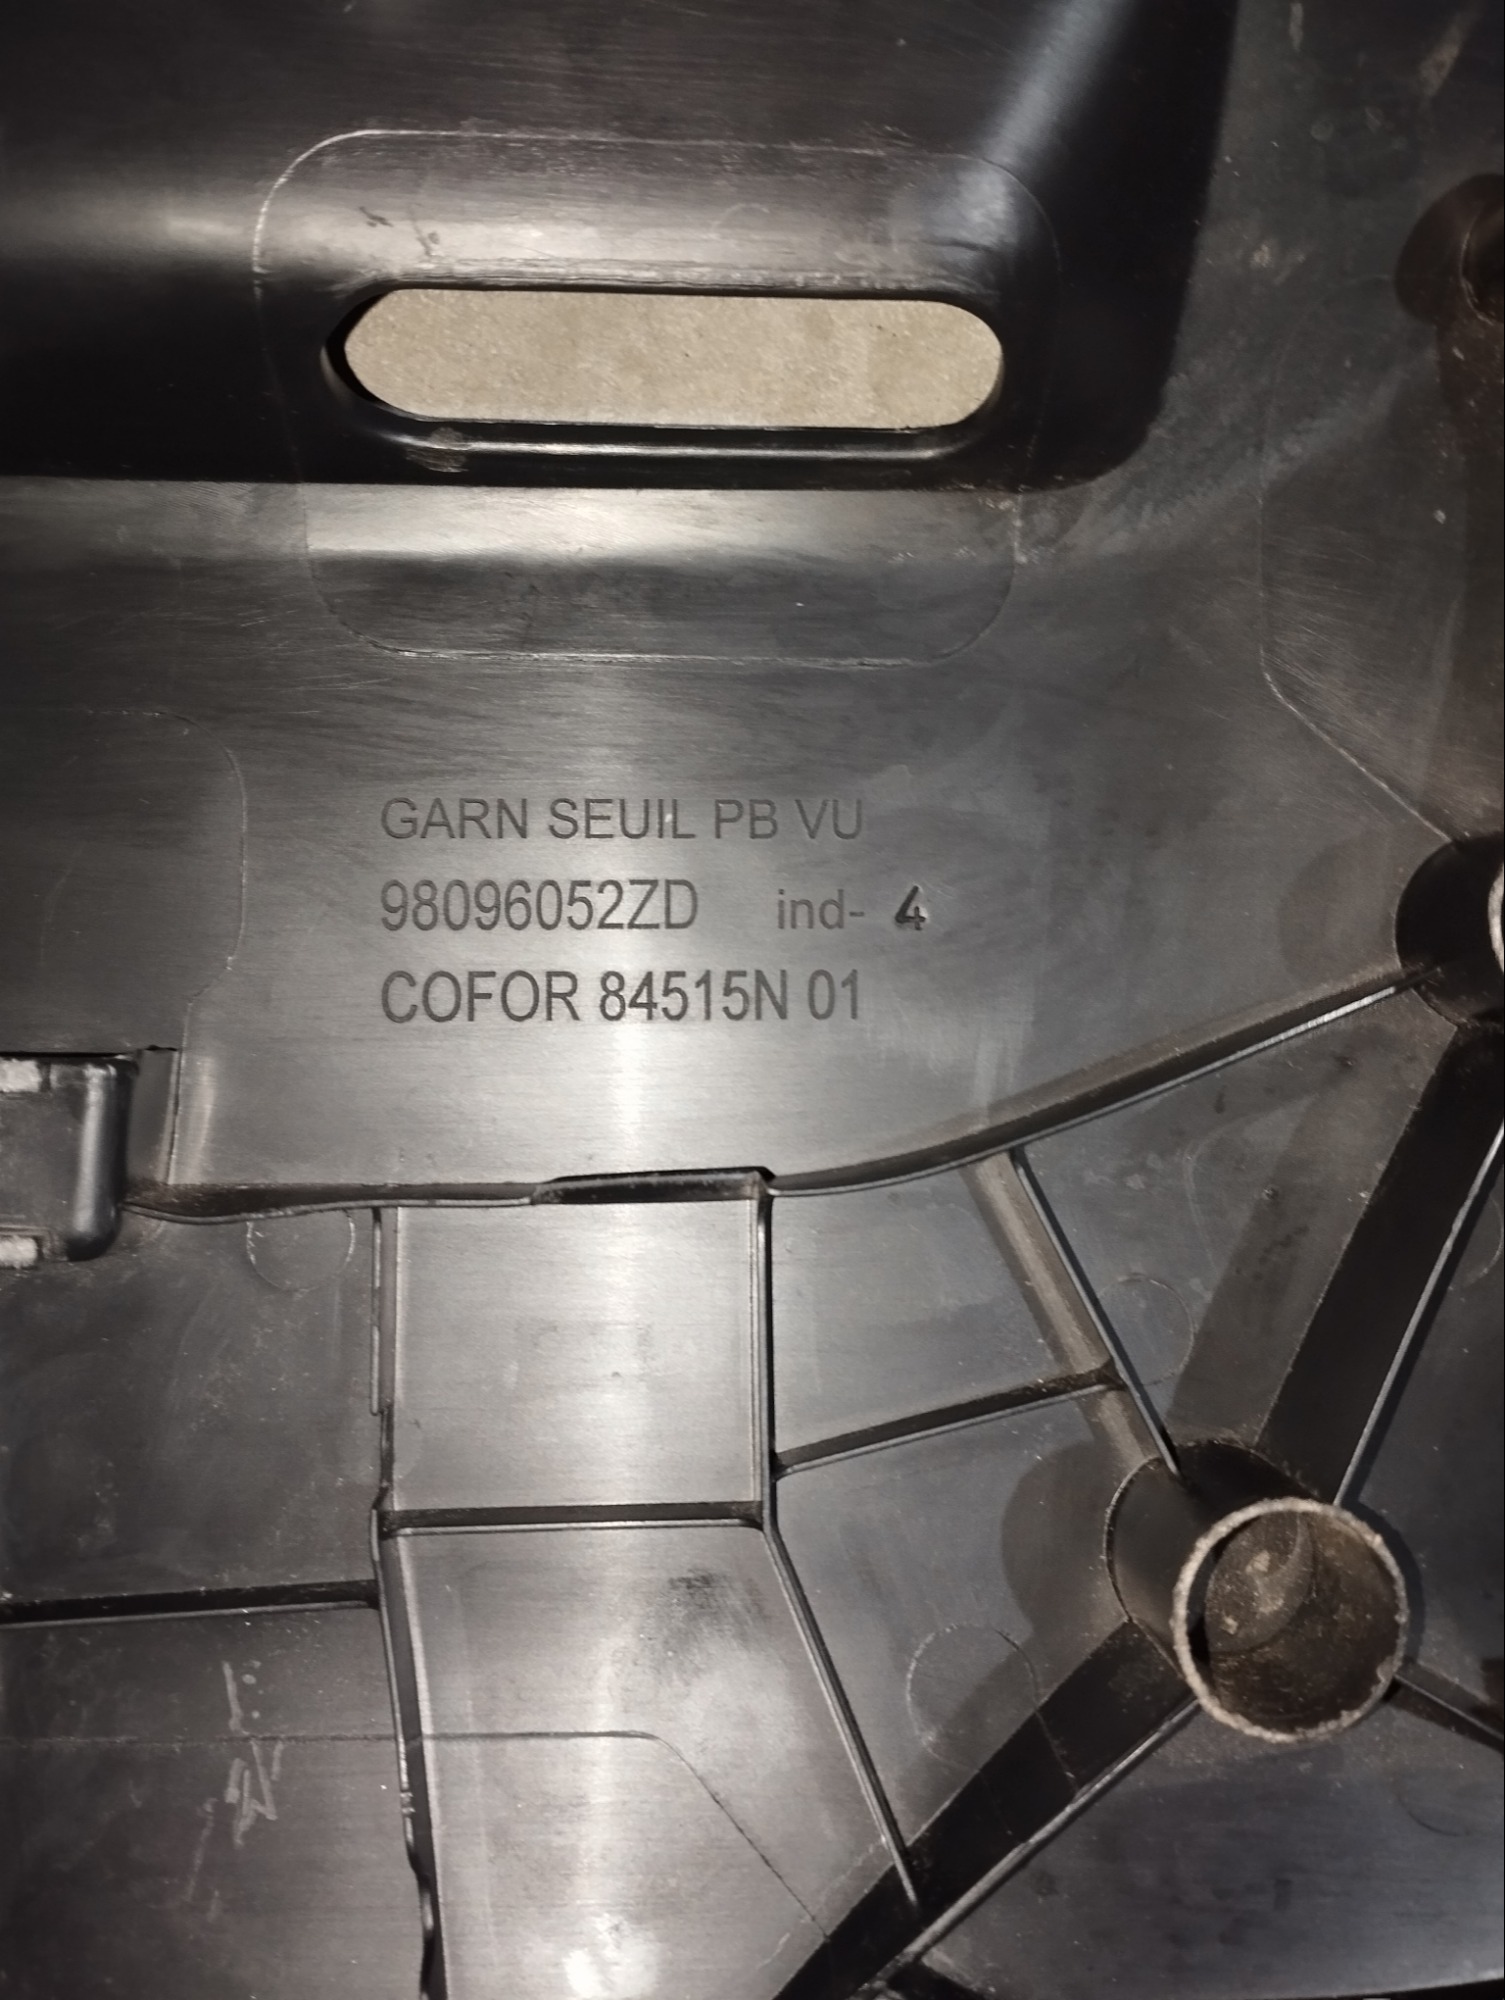 GARN SEUIL PB VU
98096052ZD ind- 4
COFOR 84515N 01